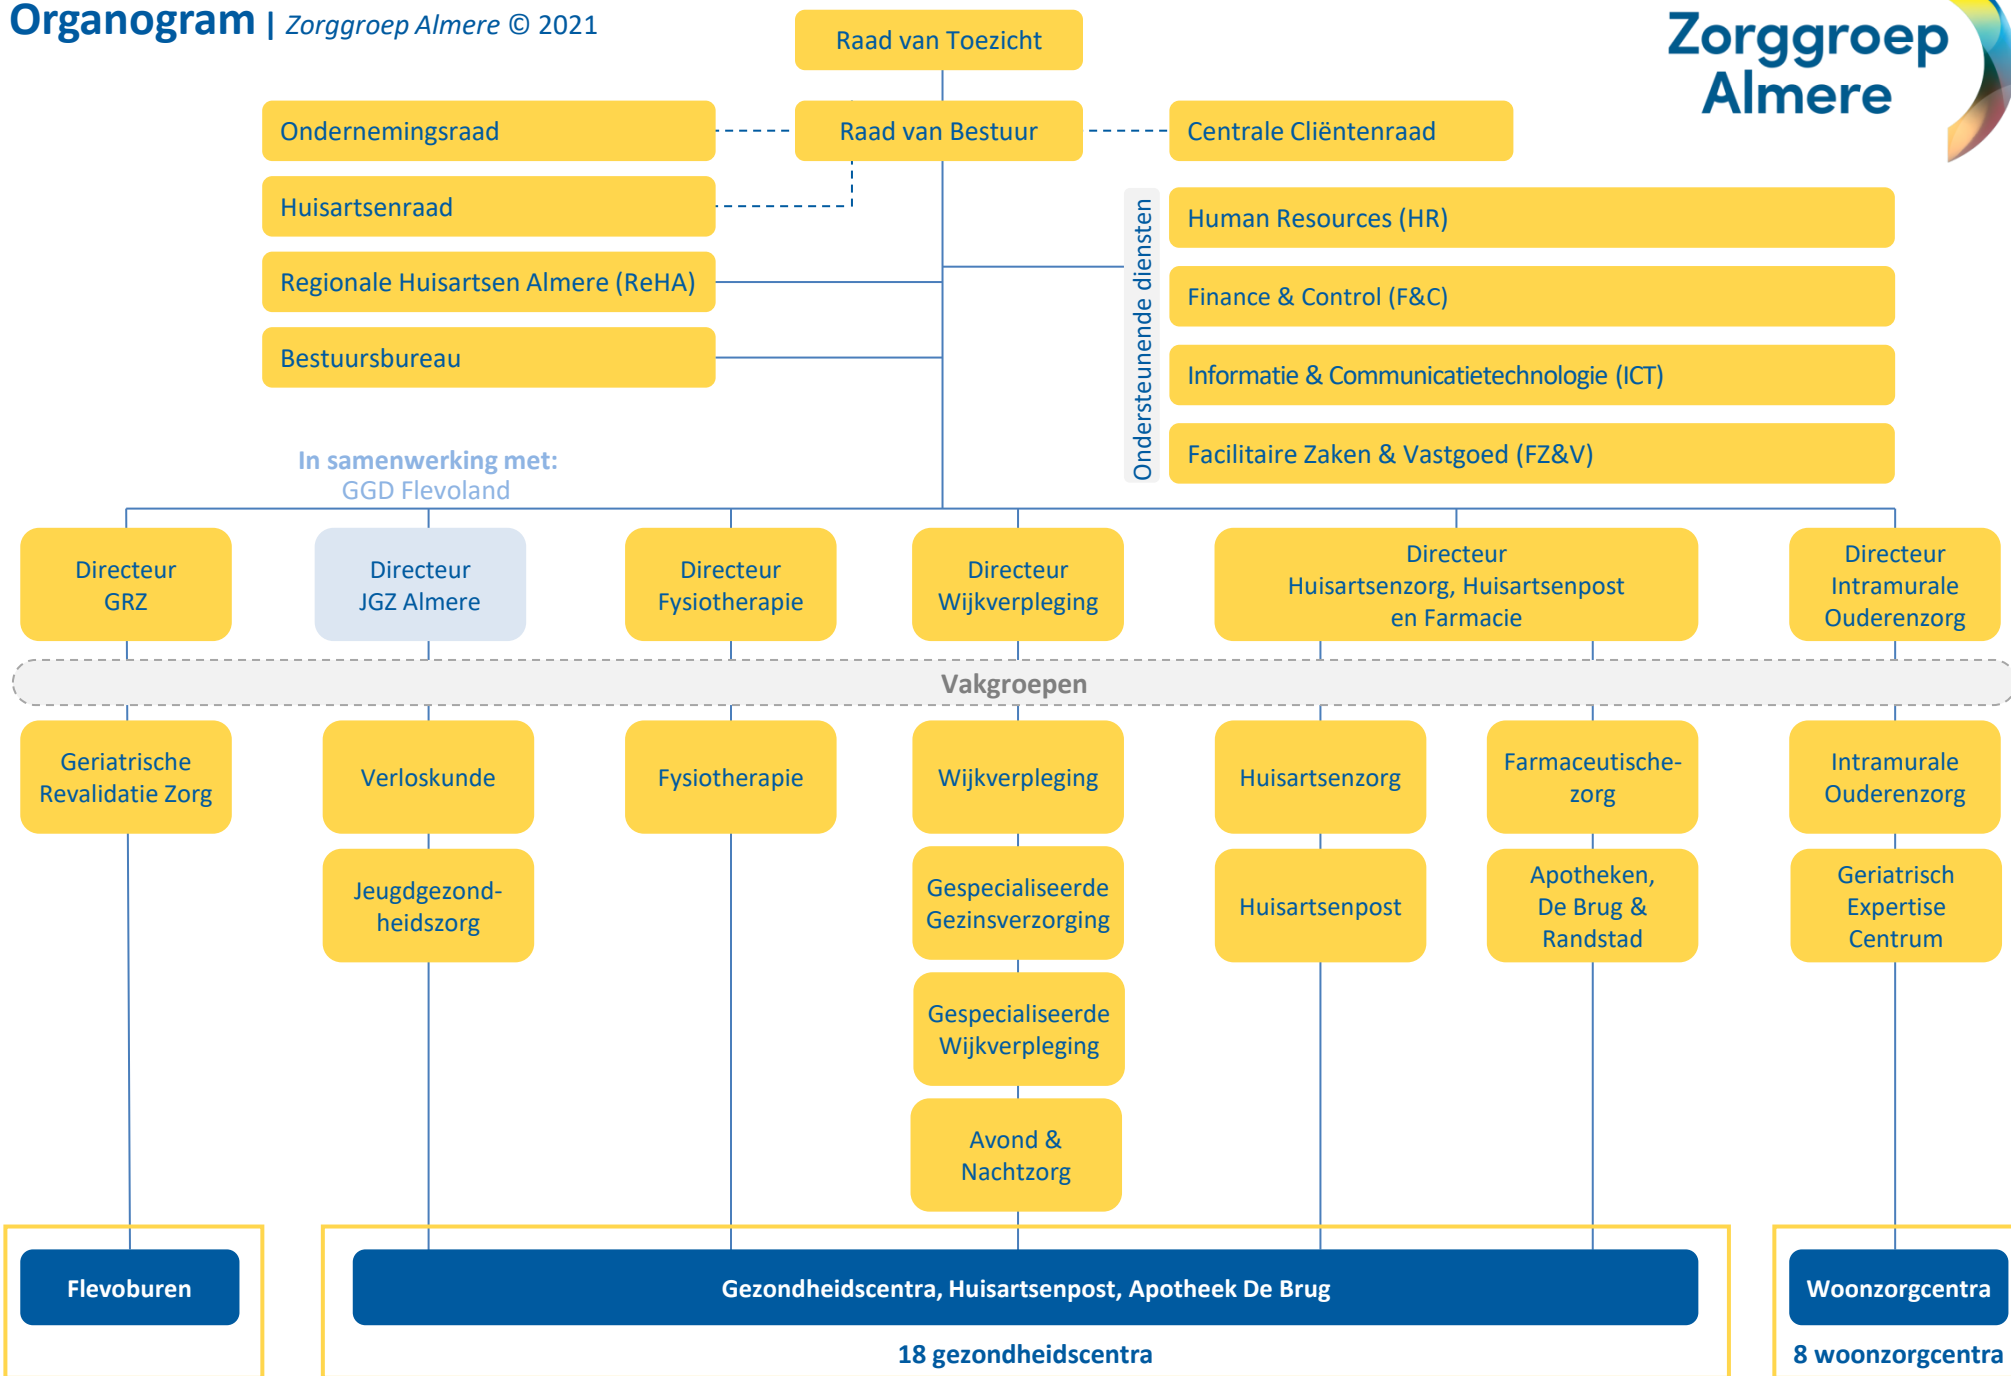 Organogram | Zorggroep Almere © 2021
Zorggroep
Almere
Raad van Toezicht
Ondernemingsraad
Raad van Bestuur
Centrale Cliëntenraad
Huisartsenraad
Regionale Huisartsen Almere (ReHA)
Bestuursbureau
Ondersteunende diensten
Human Resources (HR)
Finance & Control (F&C)
Informatie & Communicatietechnologie (ICT)
Facilitaire Zaken & Vastgoed (FZ&V)
In samenwerking met:
GGD Flevoland
Directeur
GRZ
Directeur
JGZ Almere
Directeur
Fysiotherapie
Directeur
Wijkverpleging
Directeur
Huisartsenzorg, Huisartsenpost
en Farmacie
Directeur
Intramurale
Ouderenzorg
Vakgroepen
Geriatrische
Revalidatie Zorg
Verloskunde
Fysiotherapie
Wijkverpleging
Huisartsenzorg
Farmaceutische-
zorg
Intramurale
Ouderenzorg
Jeugdgezond-
heidszorg
Gespecialiseerde
Gezinsverzorging
Huisartsenpost
Apotheken,
De Brug &
Randstad
Geriatrisch
Expertise
Centrum
Gespecialiseerde
Wijkverpleging
Avond &
Nachtzorg
Flevoburen
Gezondheidscentra, Huisartsenpost, Apotheek De Brug
Woonzorgcentra
18 gezondheidscentra
8 woonzorgcentra